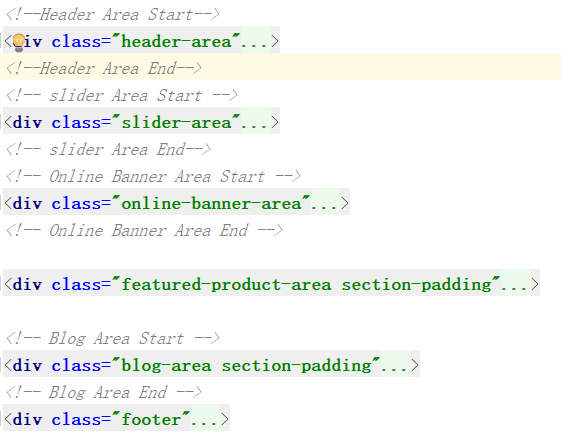 <!--Header Area Start-->
<div class="header-area"...>
<!--Header Area End-->
<!-- slider Area Start -->
<div class="slider-area"...>
<!-- slider Area End-->
<!-- Online Banner Area Start -->
<div class="online-banner-area"...>
<!-- Online Banner Area End -->
<div class="featured-product-area section-padding"...>
<!-- Blog Area Start -->
<div class="blog-area section-padding"...>
<!-- Blog Area End -->
<div class="footer"...>